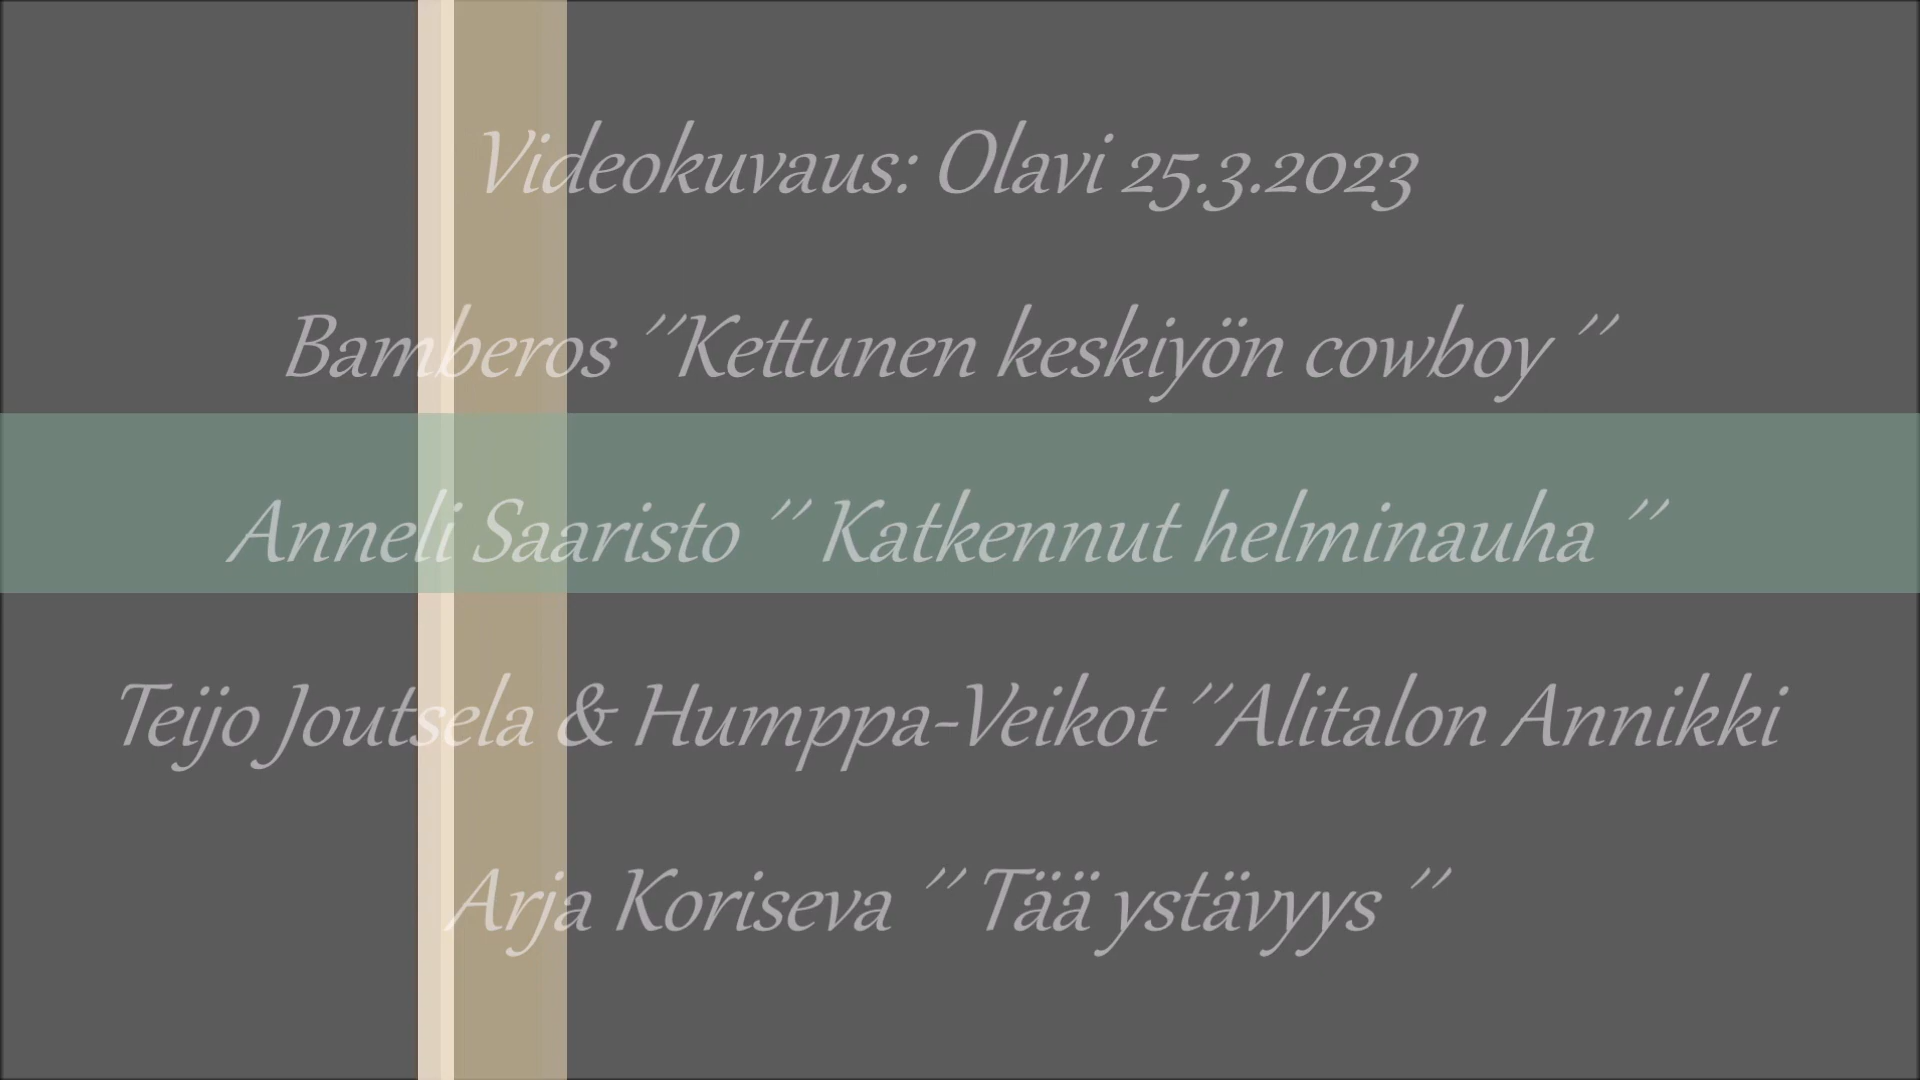 Videokuvaus: Olavi 25.3.2023
Bamberos ´´Kettunen keskiyön cowboy ´´
Anneli Saaristo ´´ Katkennut helminauha ´´
Teijo Joutsela & Humppa-Veikot ´´Alitalon Annikki
Arja Koriseva ´´ Tää ystävyys ´´